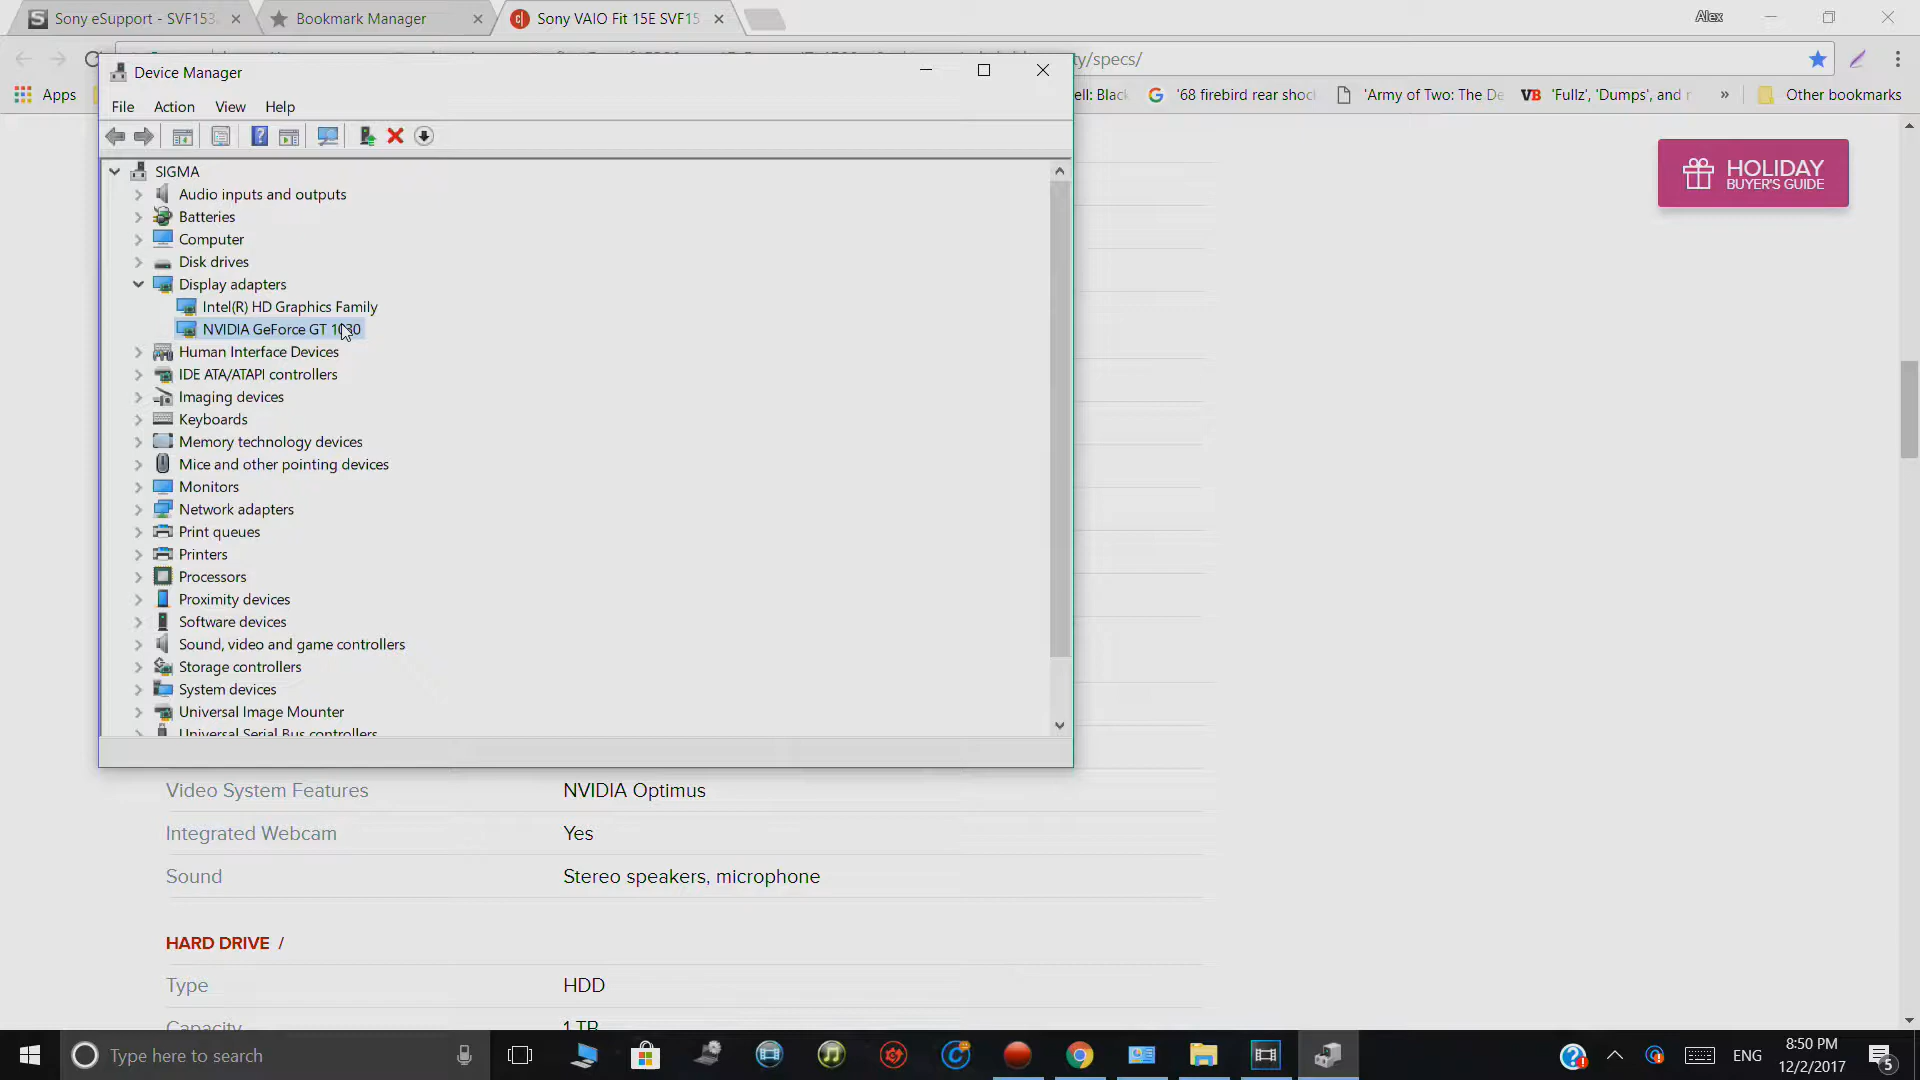 Sony eSupport - SVF153
Bookmark Manager
Sony VAIO Fit 15E SVF15
Alex
ty/specs/
Apps
ell: Black
'68 firebird rear shoc
'Army of Two: The De
VB 'Fullz', 'Dumps', and
»
Other bookmarks
Device Manager
File Action View Help
SIGMA
Audio inputs and outputs
Batteries
Computer
Disk drives
Display adapters
Intel(R) HD Graphics Family
NVIDIA GeForce GT
Human Interface Devices
IDE ATA/ATAPI controllers
Imaging devices
Keyboards
Memory technology devices
Mice and other pointing devices
Monitors
Network adapters
Print queues
Printers
Processors
Proximity devices
Software devices
Sound, video and game controllers
Storage controllers
System devices
Universal Image Mounter
Universal Serial Bus controllers
HOLIDAY
BUYER'S GUIDE
Video System Features NVIDIA Optimus
Integrated Webcam Yes
Sound Stereo speakers, microphone
HARD DRIVE /
Type HDD
Capacity 1 TB
Type here to search
ENG
8:50 PM
12/2/2017
5